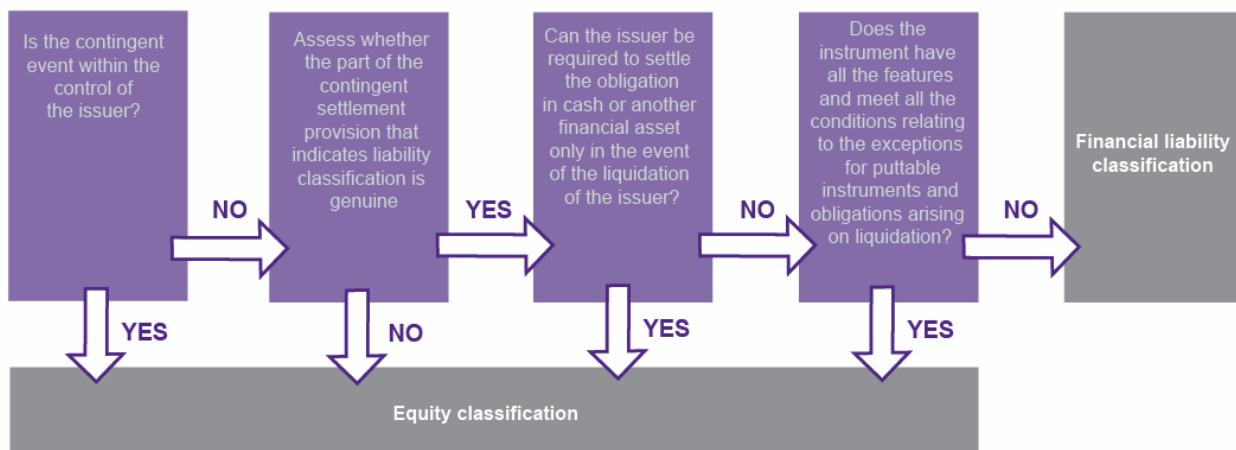 Is the contingent
event within the
control of
the issuer?
NO
YES
Assess whether
the part of the
contingent
settlement
provision that
indicates liability
classification is
genuine
YES
NO
Can the issuer be
required to settle
the obligation
in cash or another
financial asset
only in the event
of the liquidation
of the issuer?
NO
YES
Does the
instrument have
all the features
and meet all the
conditions relating
to the exceptions
for puttable
instruments and
obligations arising
on liquidation?
NO
YES
Financial liability
classification
Equity classification